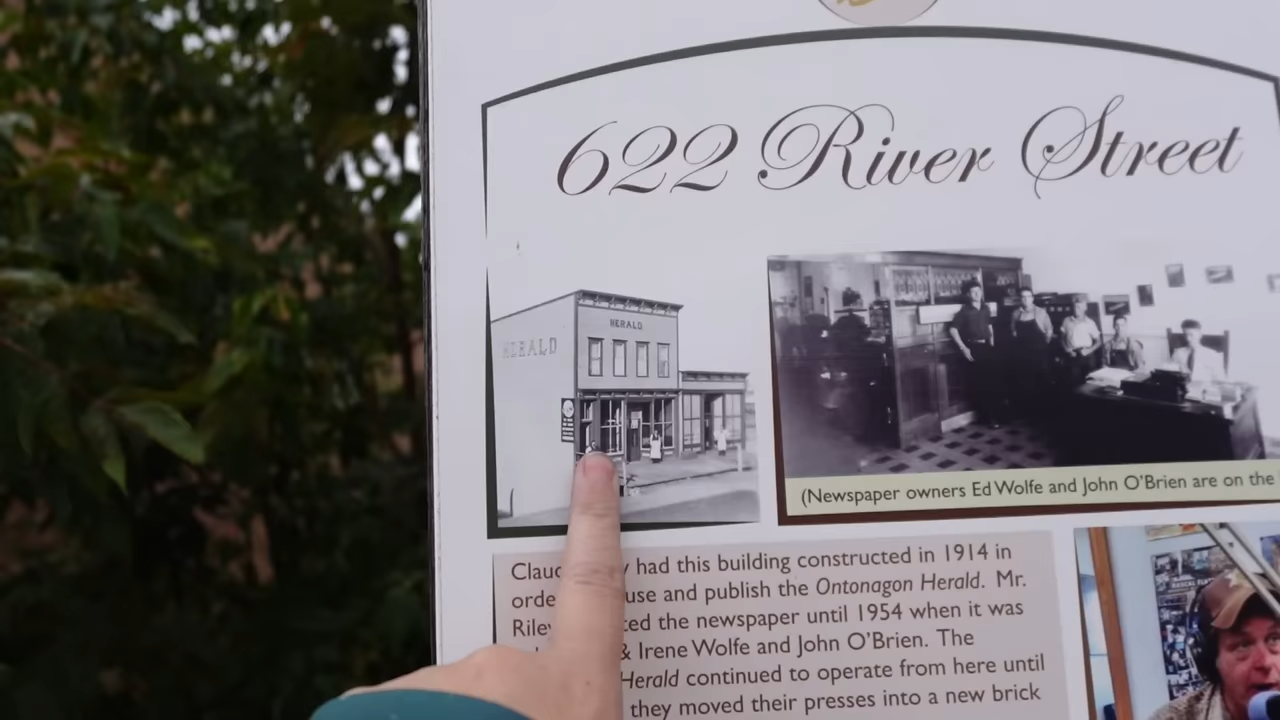 622 River Street
HERALD
HERALD
(Newspaper owners Ed Wolfe and John O'Brien are on the
had this building constructed in 1914 in
use and publish the Ontonagon Herald. Mr.
the newspaper until 1954 when it was
& Irene Wolfe and John O'Brien. The
Herald continued to operate from here until
they moved their presses into a new brick